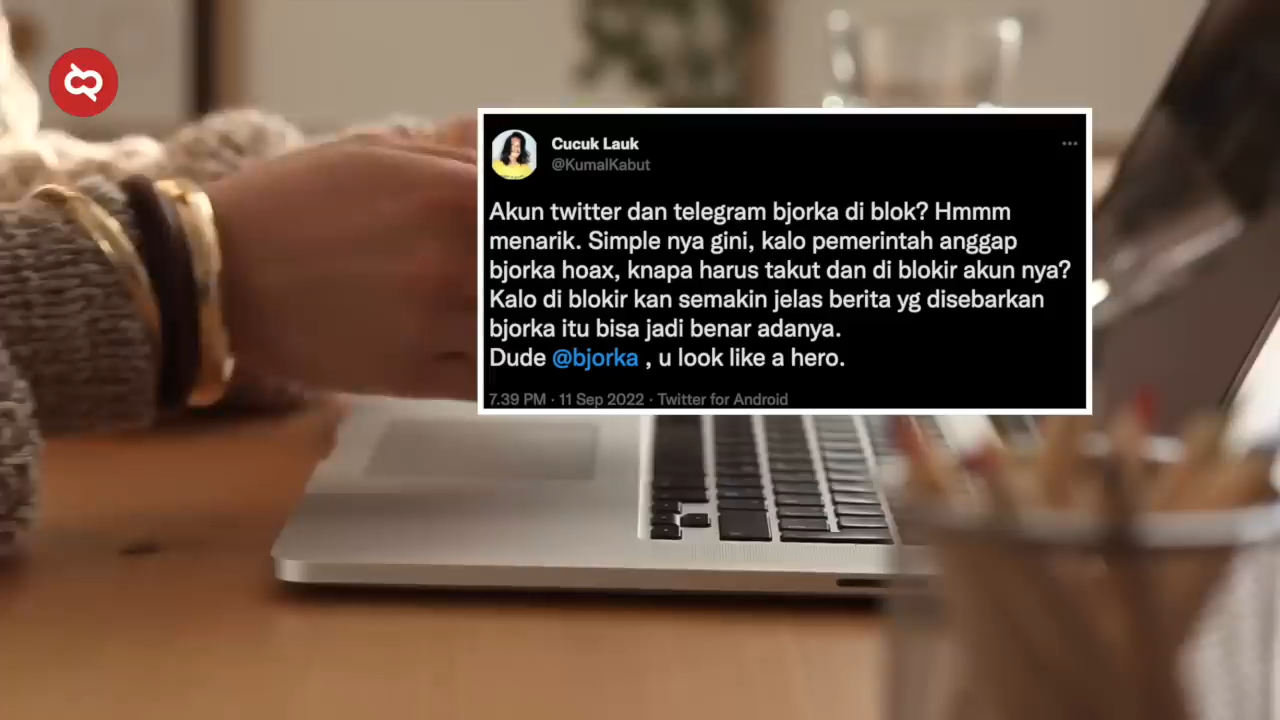 Cucuk Lauk
@KumalKabut
Akun twitter dan telegram bjorka di blok? Hmmm
menarik. Simple nya gini, kalo pemerintah anggap
bjorka hoax, knapa harus takut dan di blokir akun nya?
Kalo di blokir kan semakin jelas berita yg disebarkan
bjorka itu bisa jadi benar adanya.
Dude @bjorka , u look like a hero.
7.39 PM · 11 Sep 2022 · Twitter for Android